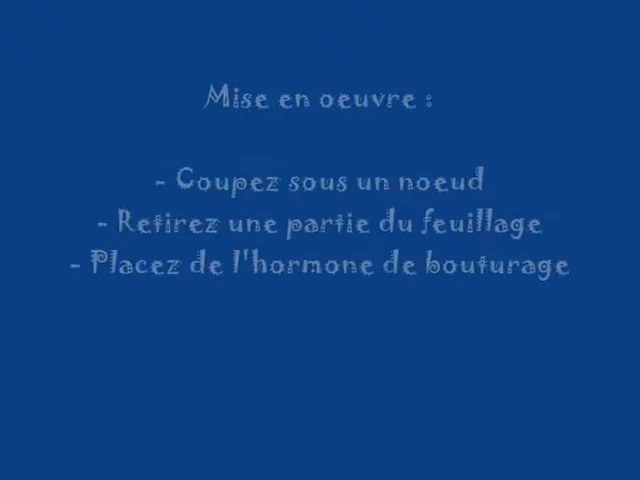 Mise en oeuvre :
- Coupez sous un noeud
- Retirez une partie du feuillage
- Placez de l'hormone de bouturage